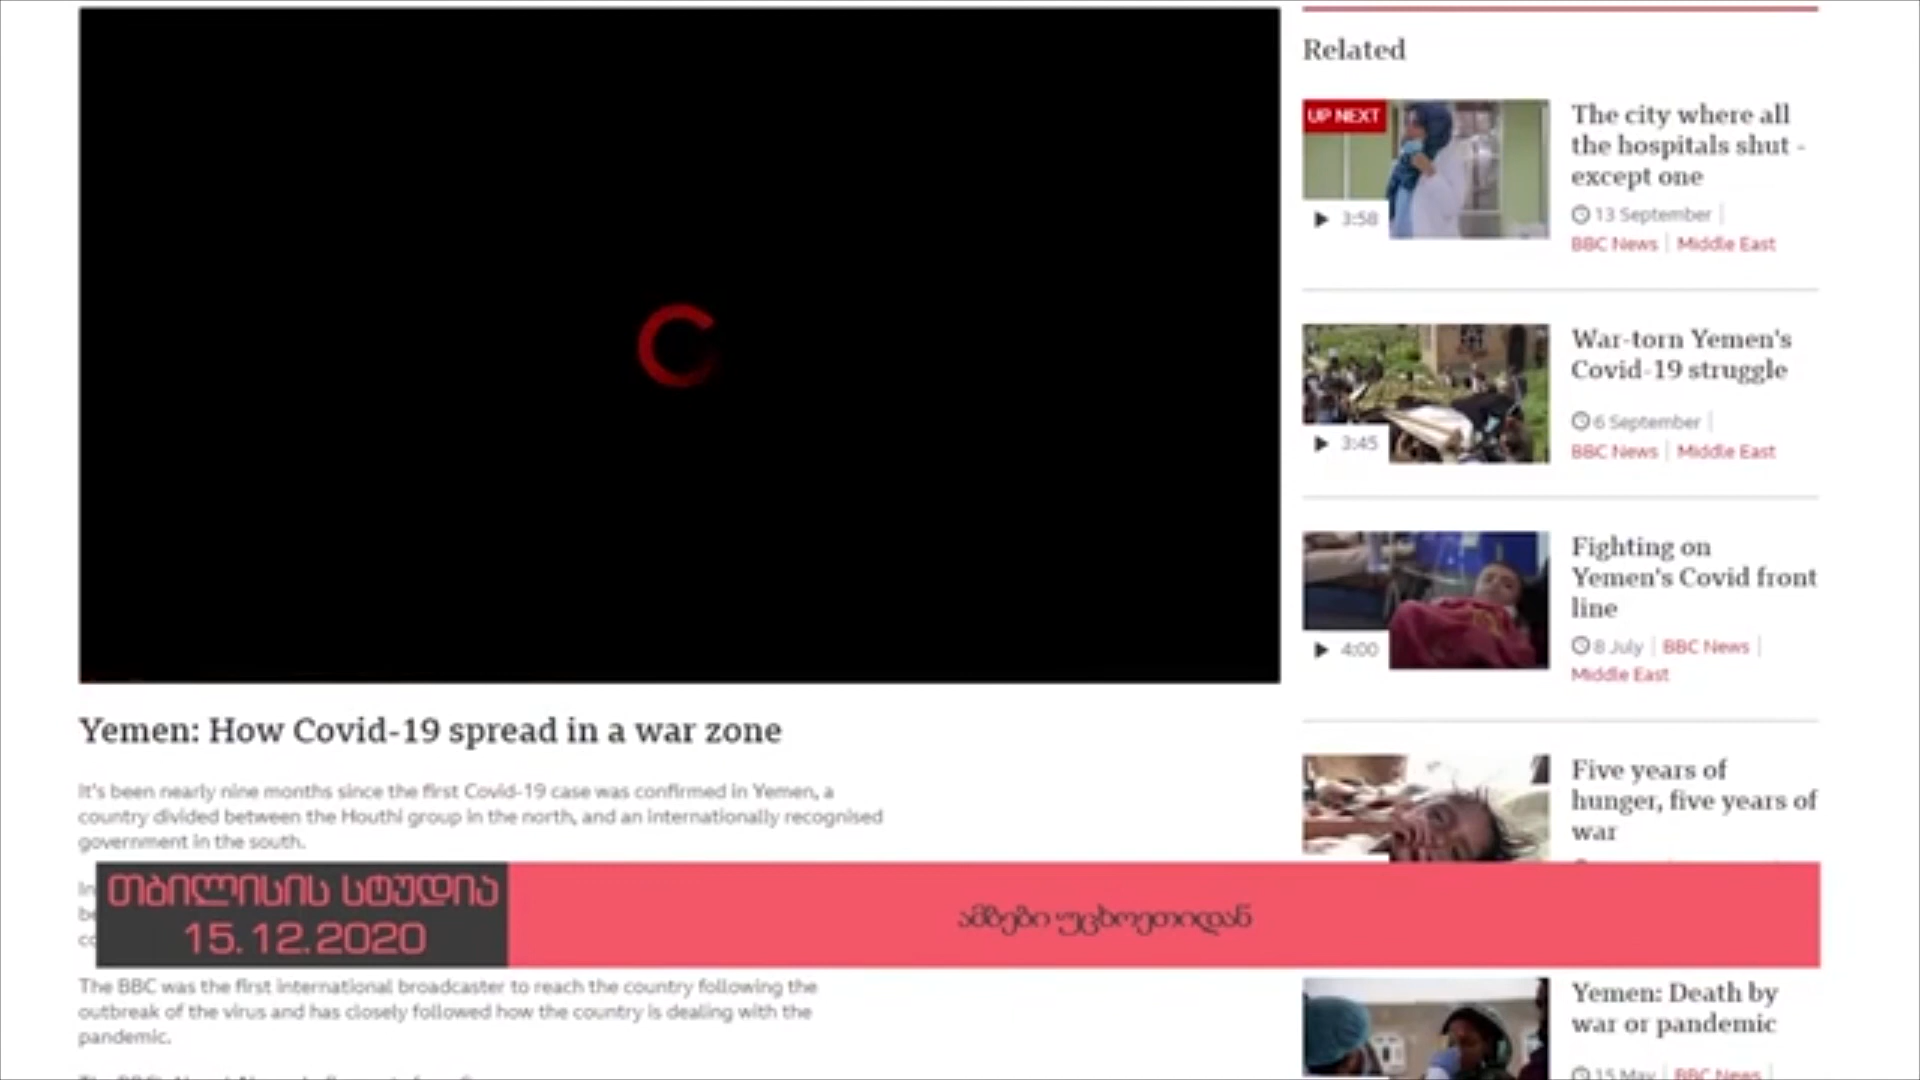 Related
UP NEXT
The city where all
the hospitals shut -
except one
3:58
13 September
BBC News | Middle East
War-torn Yemen's
Covid-19 struggle
3:45
6 September
BBC News | Middle East
Fighting on
Yemen's Covid front
line
4:00
8 July | BBC News |
Middle East
Five years of
hunger, five years of
war
Yemen: Death by
war or pandemic
15 May | BBC News
Yemen: How Covid-19 spread in a war zone
It's been nearly nine months since the first Covid-19 case was confirmed in Yemen, a
country divided between the Houthi group in the north, and an internationally recognised
government in the south.
თბილისის სტუდია
15.12.2020
ამბები უცხოეთიდან
The BBC was the first international broadcaster to reach the country following the
outbreak of the virus and has closely followed how the country is dealing with the
pandemic.